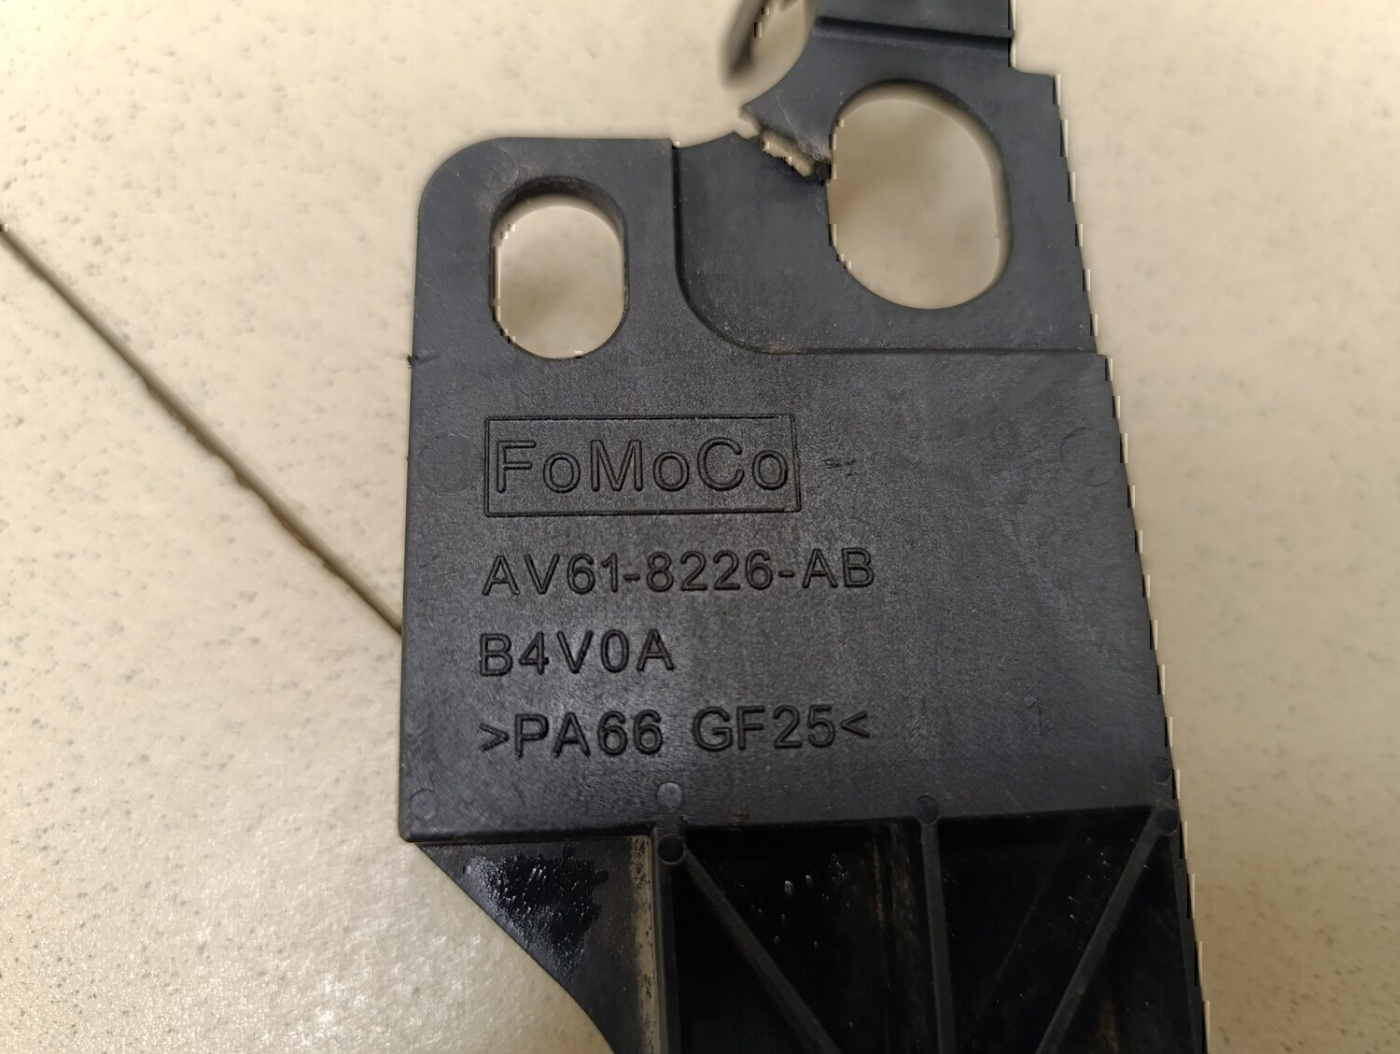 FoMoCo
AV61-8226-AB
B4V0A
>PA66 GF25<